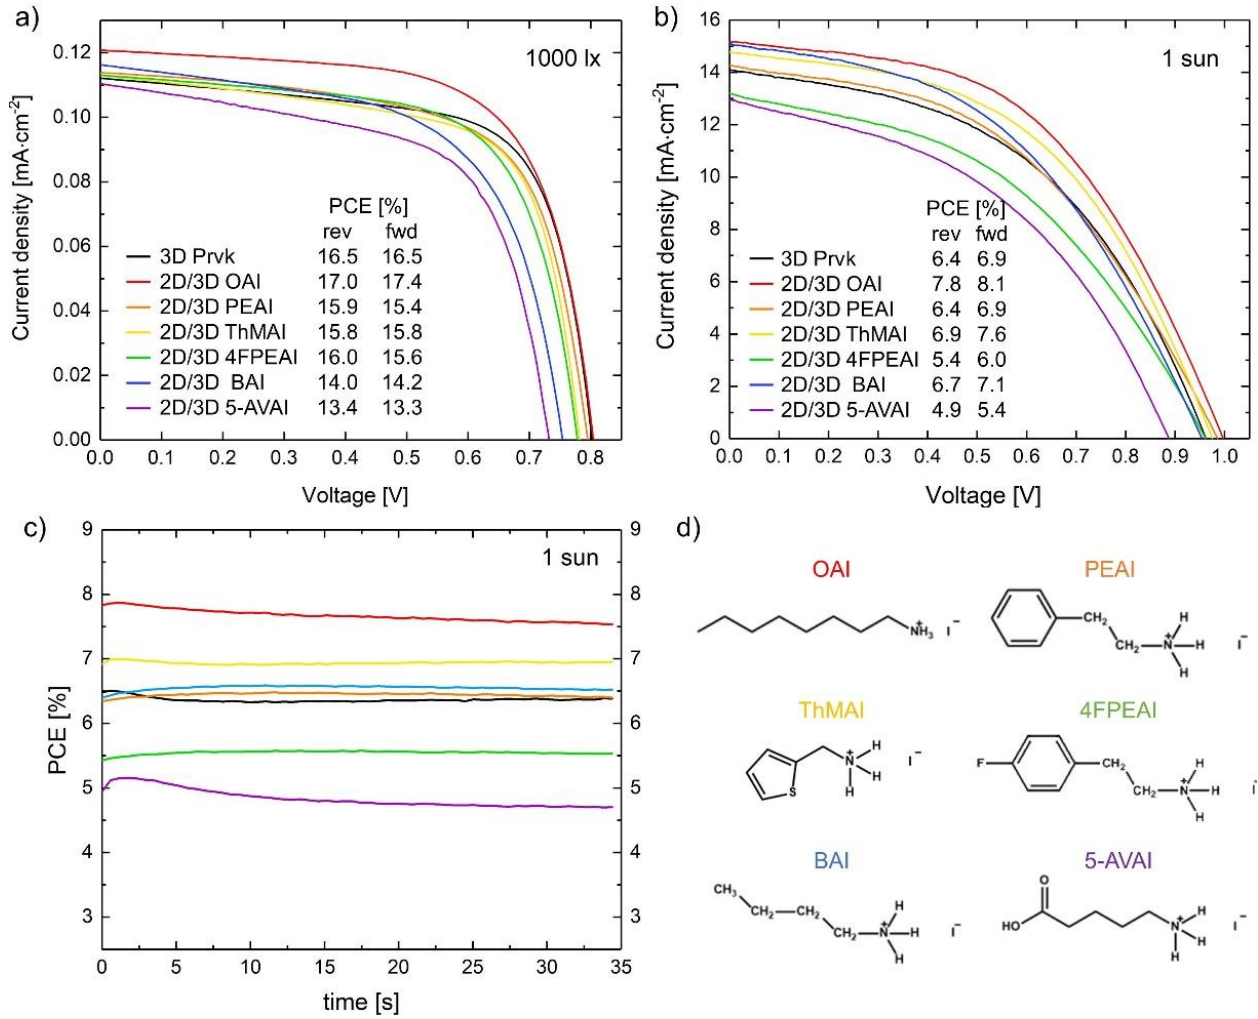 a)
1000 lx
Current density [mA·cm⁻²]
0.12
0.10
0.08
0.06
0.04
0.02
0.00
PCE [%]
rev fwd
3D Prvk 16.5 16.5
2D/3D OAI 17.0 17.4
2D/3D PEAI 15.9 15.4
2D/3D ThMAI 15.8 15.8
2D/3D 4FPEAI 16.0 15.6
2D/3D BAI 14.0 14.2
2D/3D 5-AVAI 13.4 13.3
0.0 0.1 0.2 0.3 0.4 0.5 0.6 0.7 0.8
Voltage [V]
b)
1 sun
Current density [mA·cm⁻²]
16
14
12
10
8
6
4
2
0
PCE [%]
rev fwd
3D Prvk 6.4 6.9
2D/3D OAI 7.8 8.1
2D/3D PEAI 6.4 6.9
2D/3D ThMAI 6.9 7.6
2D/3D 4FPEAI 5.4 6.0
2D/3D BAI 6.7 7.1
2D/3D 5-AVAI 4.9 5.4
0.0 0.1 0.2 0.3 0.4 0.5 0.6 0.7 0.8 0.9 1.0
Voltage [V]
c)
1 sun
PCE [%]
9 9
8 8
7 7
6 6
5 5
4 4
3 3
0 5 10 15 20 25 30 35
time [s]
d)
OAI
NH₃⁺ I⁻
PEAI
CH₂ CH₂ N⁺ H H H I⁻
ThMAI
S N⁺ H H H I⁻
4FPEAI
F CH₂ CH₂ N⁺ H H H I⁻
BAI
CH₃ CH₂ CH₂ CH₂ N⁺ H H H I⁻
5-AVAI
O HO N⁺ H H H I⁻